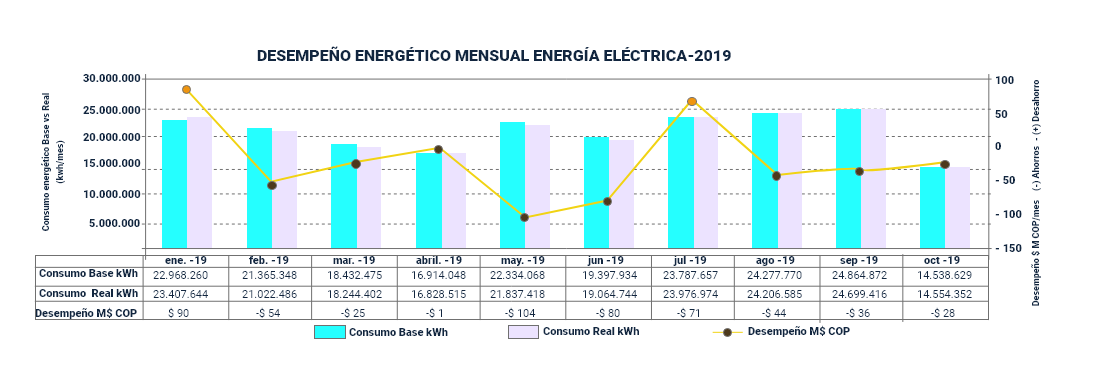 DESEMPEÑO ENERGÉTICO MENSUAL ENERGÍA ELÉCTRICA-2019
Consumo energético Base vs Real
(kwh/mes)
30.000.000
25.000.000
20.000.000
15.000.000
10.000.000
5.000.000
100
50
0
- 50
- 100
- 150
Desempeño $ M COP/mes (-) Ahorros - (+) Desahorro
ene. -19 feb. -19 mar. -19 abril. -19 may. -19 jun -19 jul -19 ago -19 sep -19 oct -19
Consumo Base kWh 22.968.260 21.365.348 18.432.475 16.914.048 22.334.068 19.397.934 23.787.657 24.277.770 24.864.872 14.538.629
Consumo Real kWh 23.407.644 21.022.486 18.244.402 16.828.515 21.837.418 19.064.744 23.976.974 24.206.585 24.699.416 14.554.352
Desempeño M$ COP $ 90 -$ 54 -$ 25 -$ 1 -$ 104 -$ 80 -$ 71 -$ 44 -$ 36 -$ 28
Consumo Base kWh Consumo Real kWh Desempeño M$ COP